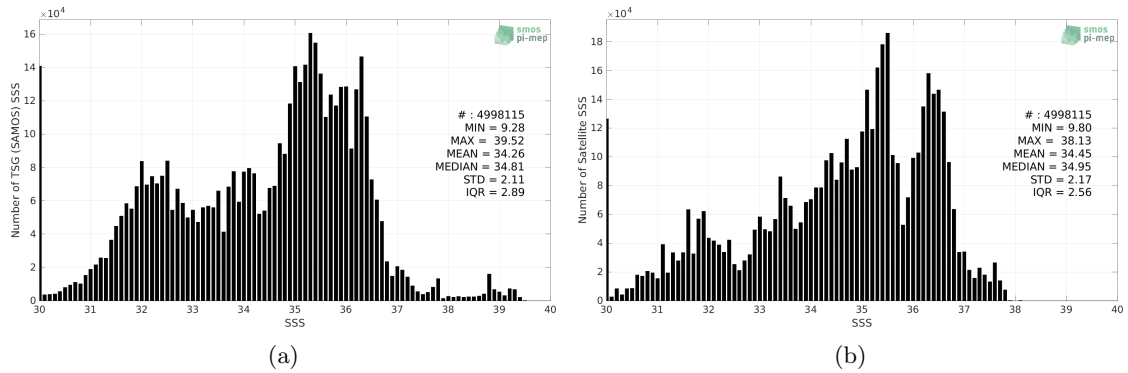 ×10⁴
smos
pi-mep
16
14
12
10
8
6
4
2
0
Number of TSG (SAMOS) SSS
# : 4998115
MIN = 9.28
MAX = 39.52
MEAN = 34.26
MEDIAN = 34.81
STD = 2.11
IQR = 2.89
30 31 32 33 34 35 36 37 38 39 40
SSS
(a)
×10⁴
smos
pi-mep
18
16
14
12
10
8
6
4
2
0
Number of Satellite SSS
# : 4998115
MIN = 9.80
MAX = 38.13
MEAN = 34.45
MEDIAN = 34.95
STD = 2.17
IQR = 2.56
30 31 32 33 34 35 36 37 38 39 40
SSS
(b)